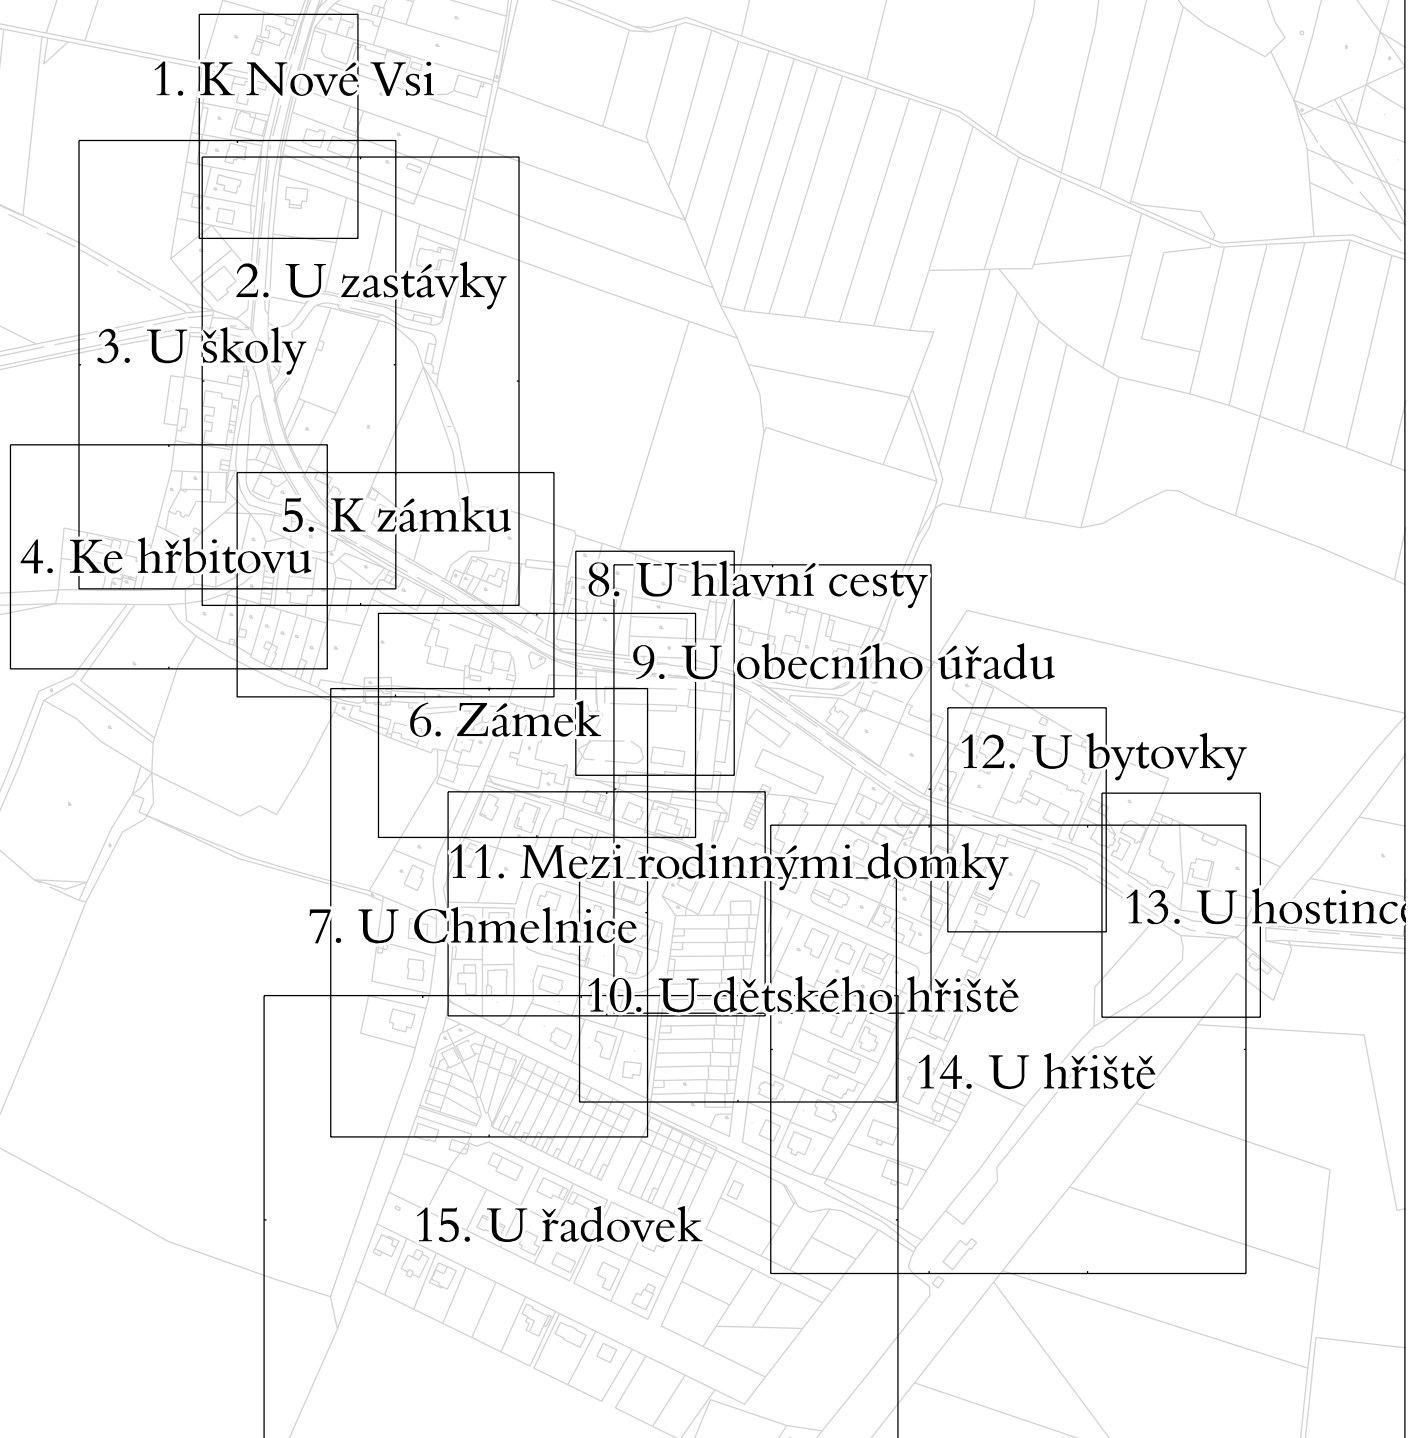 1. K Nové Vsi
2. U zastávky
3. U školy
5. K zámku
4. Ke hřbitovu
8. U hlavní cesty
9. U obecního úřadu
6. Zámek
12. U bytovky
11. Mezi rodinnými domky
13. U hostince
7. U Chmelnice
10. U dětského hřiště
14. U hřiště
15. U řadovek